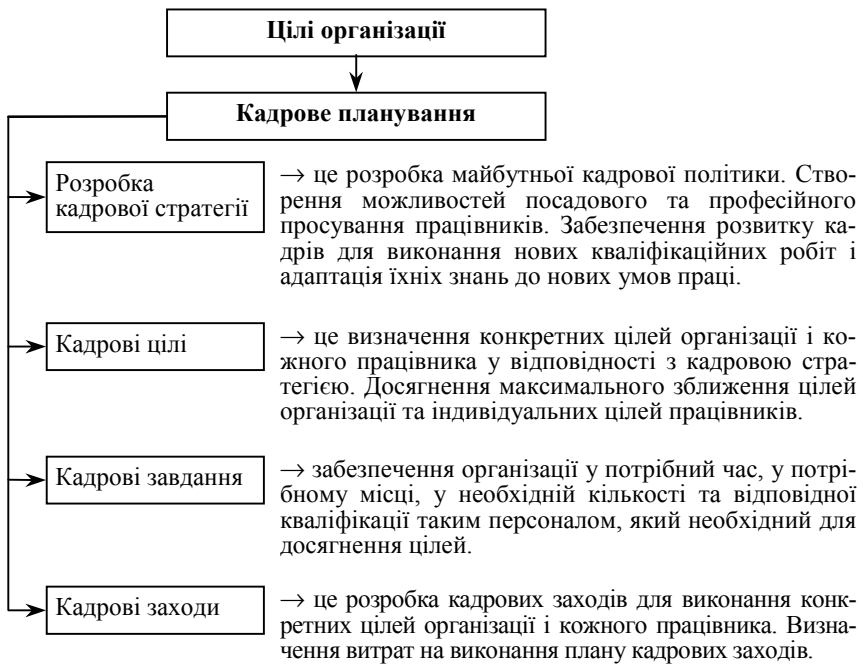 Цілі організації
Кадрове планування
Розробка
кадрової стратегії
→ це розробка майбутньої кадрової політики. Ство-
рення можливостей посадового та професійного
просування працівників. Забезпечення розвитку ка-
дрів для виконання нових кваліфікаційних робіт і
адаптація їхніх знань до нових умов праці.
Кадрові цілі
→ це визначення конкретних цілей організації і ко-
жного працівника у відповідності з кадровою стра-
тегією. Досягнення максимального зближення цілей
організації та індивідуальних цілей працівників.
Кадрові завдання
→ забезпечення організації у потрібний час, у потрі-
бному місці, у необхідній кількості та відповідної
кваліфікації таким персоналом, який необхідний для
досягнення цілей.
Кадрові заходи
→ це розробка кадрових заходів для виконання конк-
ретних цілей організації і кожного працівника. Визна-
чення витрат на виконання плану кадрових заходів.